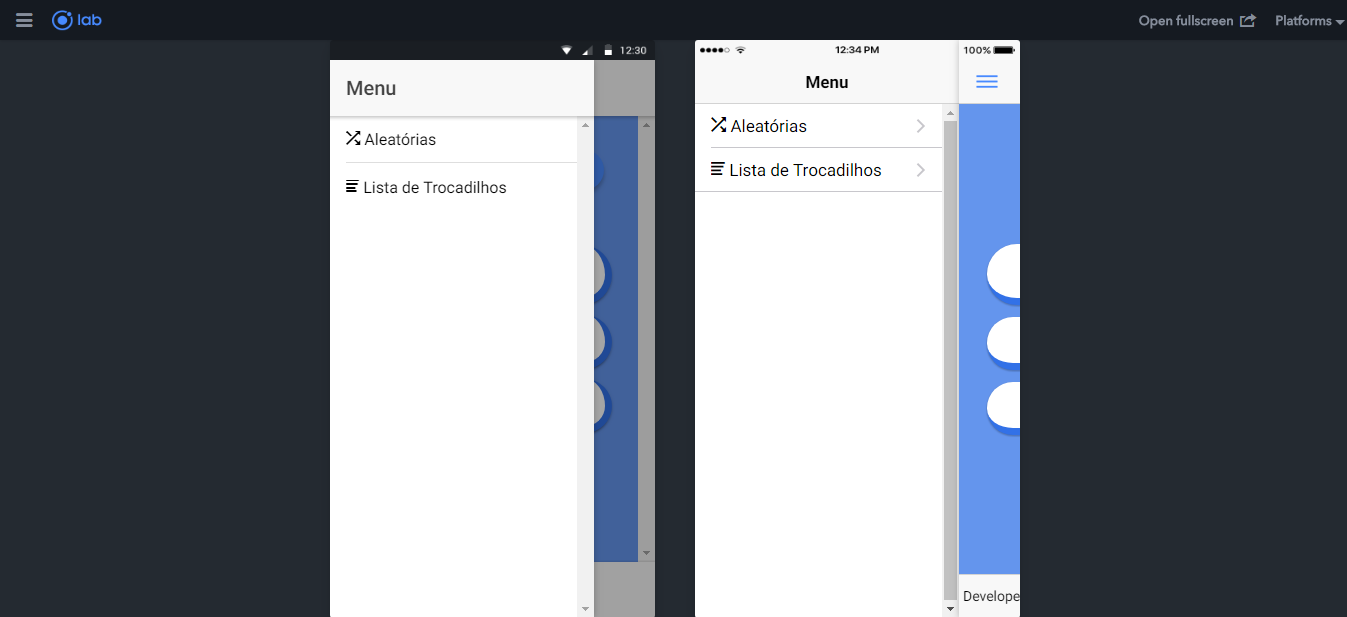 lab
Open fullscreen
Platforms
12:30
Menu
Aleatórias
Lista de Trocadilhos
12:34 PM
100%
Menu
Aleatórias
Lista de Trocadilhos
Develope